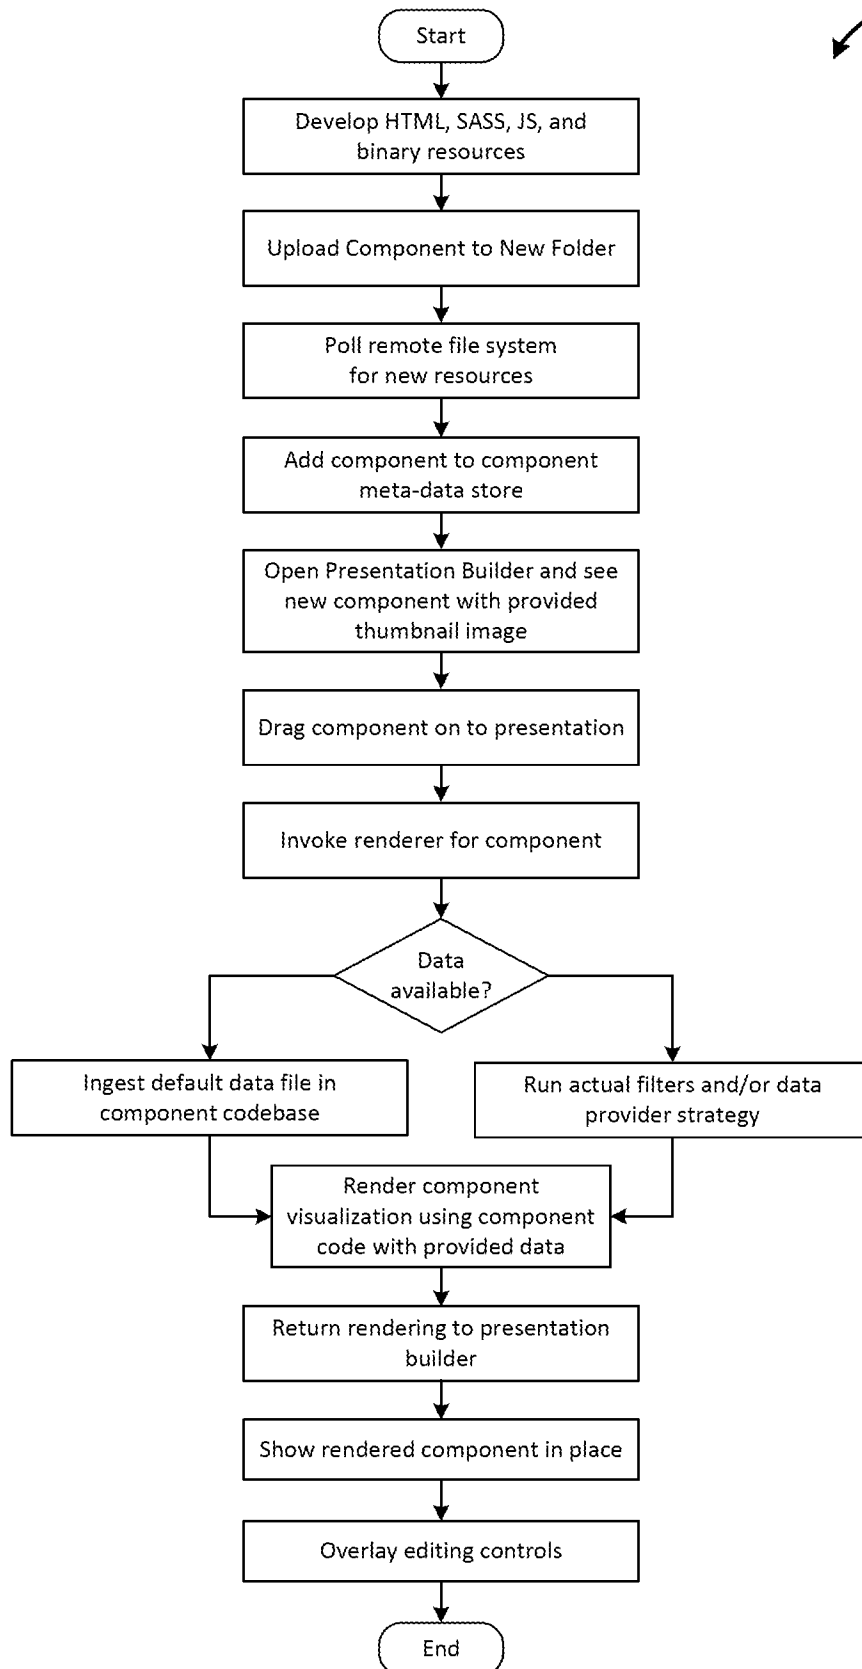 Start
Develop HTML, SASS, JS, and
binary resources
Upload Component to New Folder
Poll remote file system
for new resources
Add component to component
meta-data store
Open Presentation Builder and see
new component with provided
thumbnail image
Drag component on to presentation
Invoke renderer for component
Data
available?
Ingest default data file in
component codebase
Run actual filters and/or data
provider strategy
Render component
visualization using component
code with provided data
Return rendering to presentation
builder
Show rendered component in place
Overlay editing controls
End